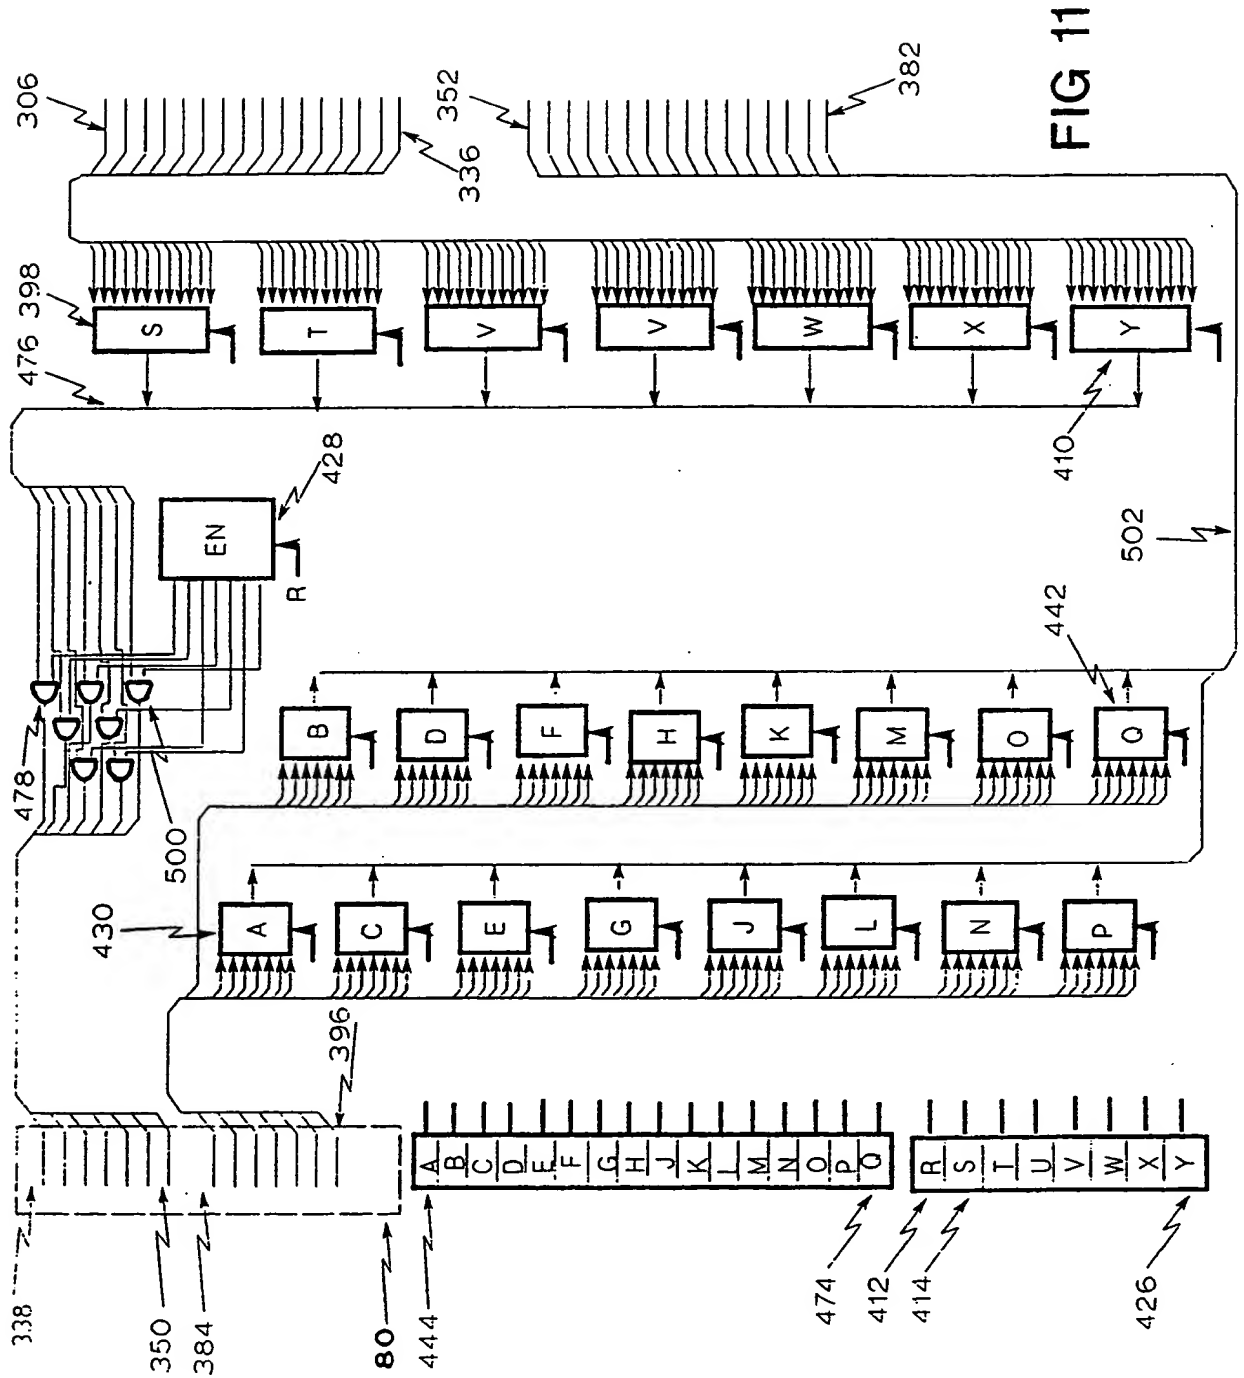 FIG 11
306
336
352
382
398
476
S
T
V
V
W
X
Y
410
428
EN
R
502
442
478
500
B
D
F
H
K
M
O
Q
430
A
C
E
G
J
L
N
P
396
338
350
384
80
444
A
B
C
D
E
F
G
H
J
K
L
M
N
O
P
Q
474
412
414
R
S
T
U
V
W
X
Y
426